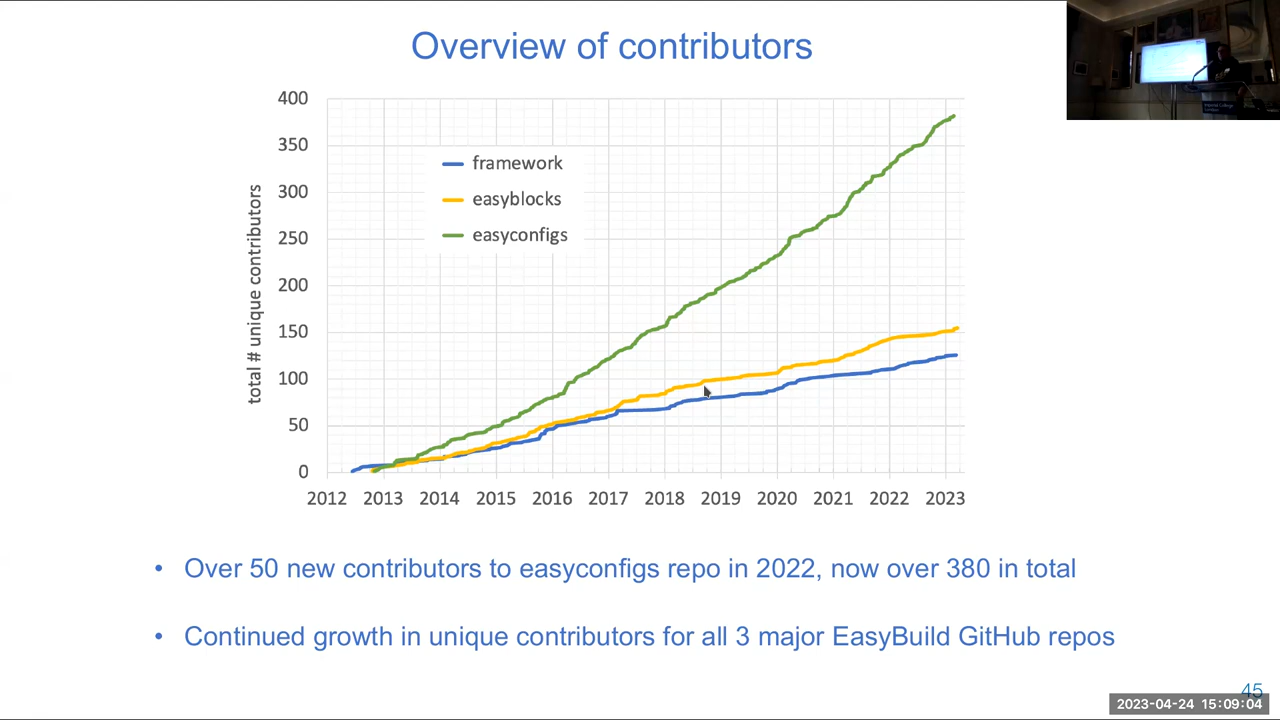 Overview of contributors
400
350
300
250
200
150
100
50
0
total # unique contributors
framework
easyblocks
easyconfigs
2012 2013 2014 2015 2016 2017 2018 2019 2020 2021 2022 2023
• Over 50 new contributors to easyconfigs repo in 2022, now over 380 in total
• Continued growth in unique contributors for all 3 major EasyBuild GitHub repos
45
2023-04-24 15:09:04